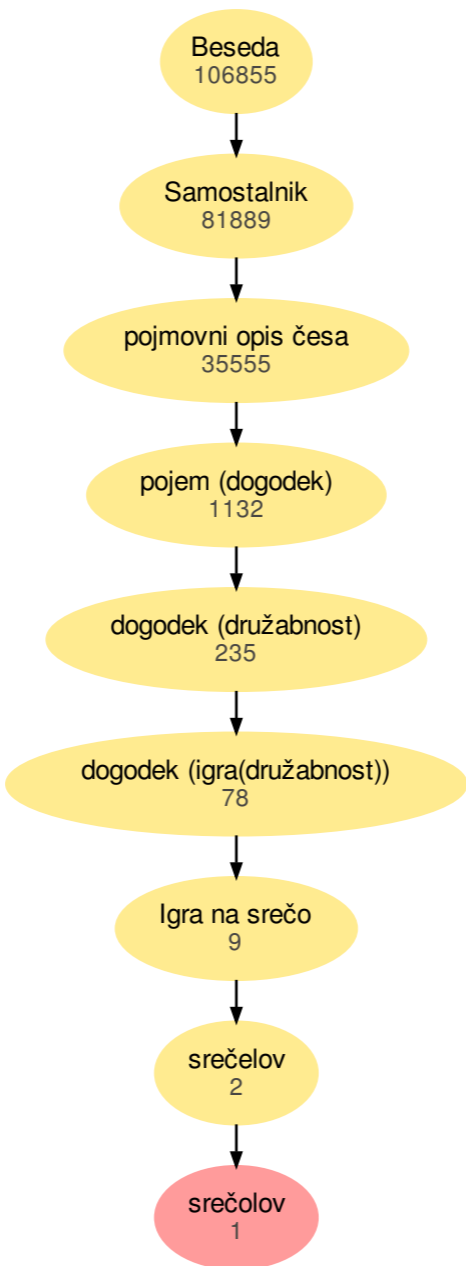 Beseda
106855
Samostalnik
81889
pojmovni opis česa
35555
pojem (dogodek)
1132
dogodek (družabnost)
235
dogodek (igra(družabnost))
78
Igra na srečo
9
srečelov
2
srečolov
1